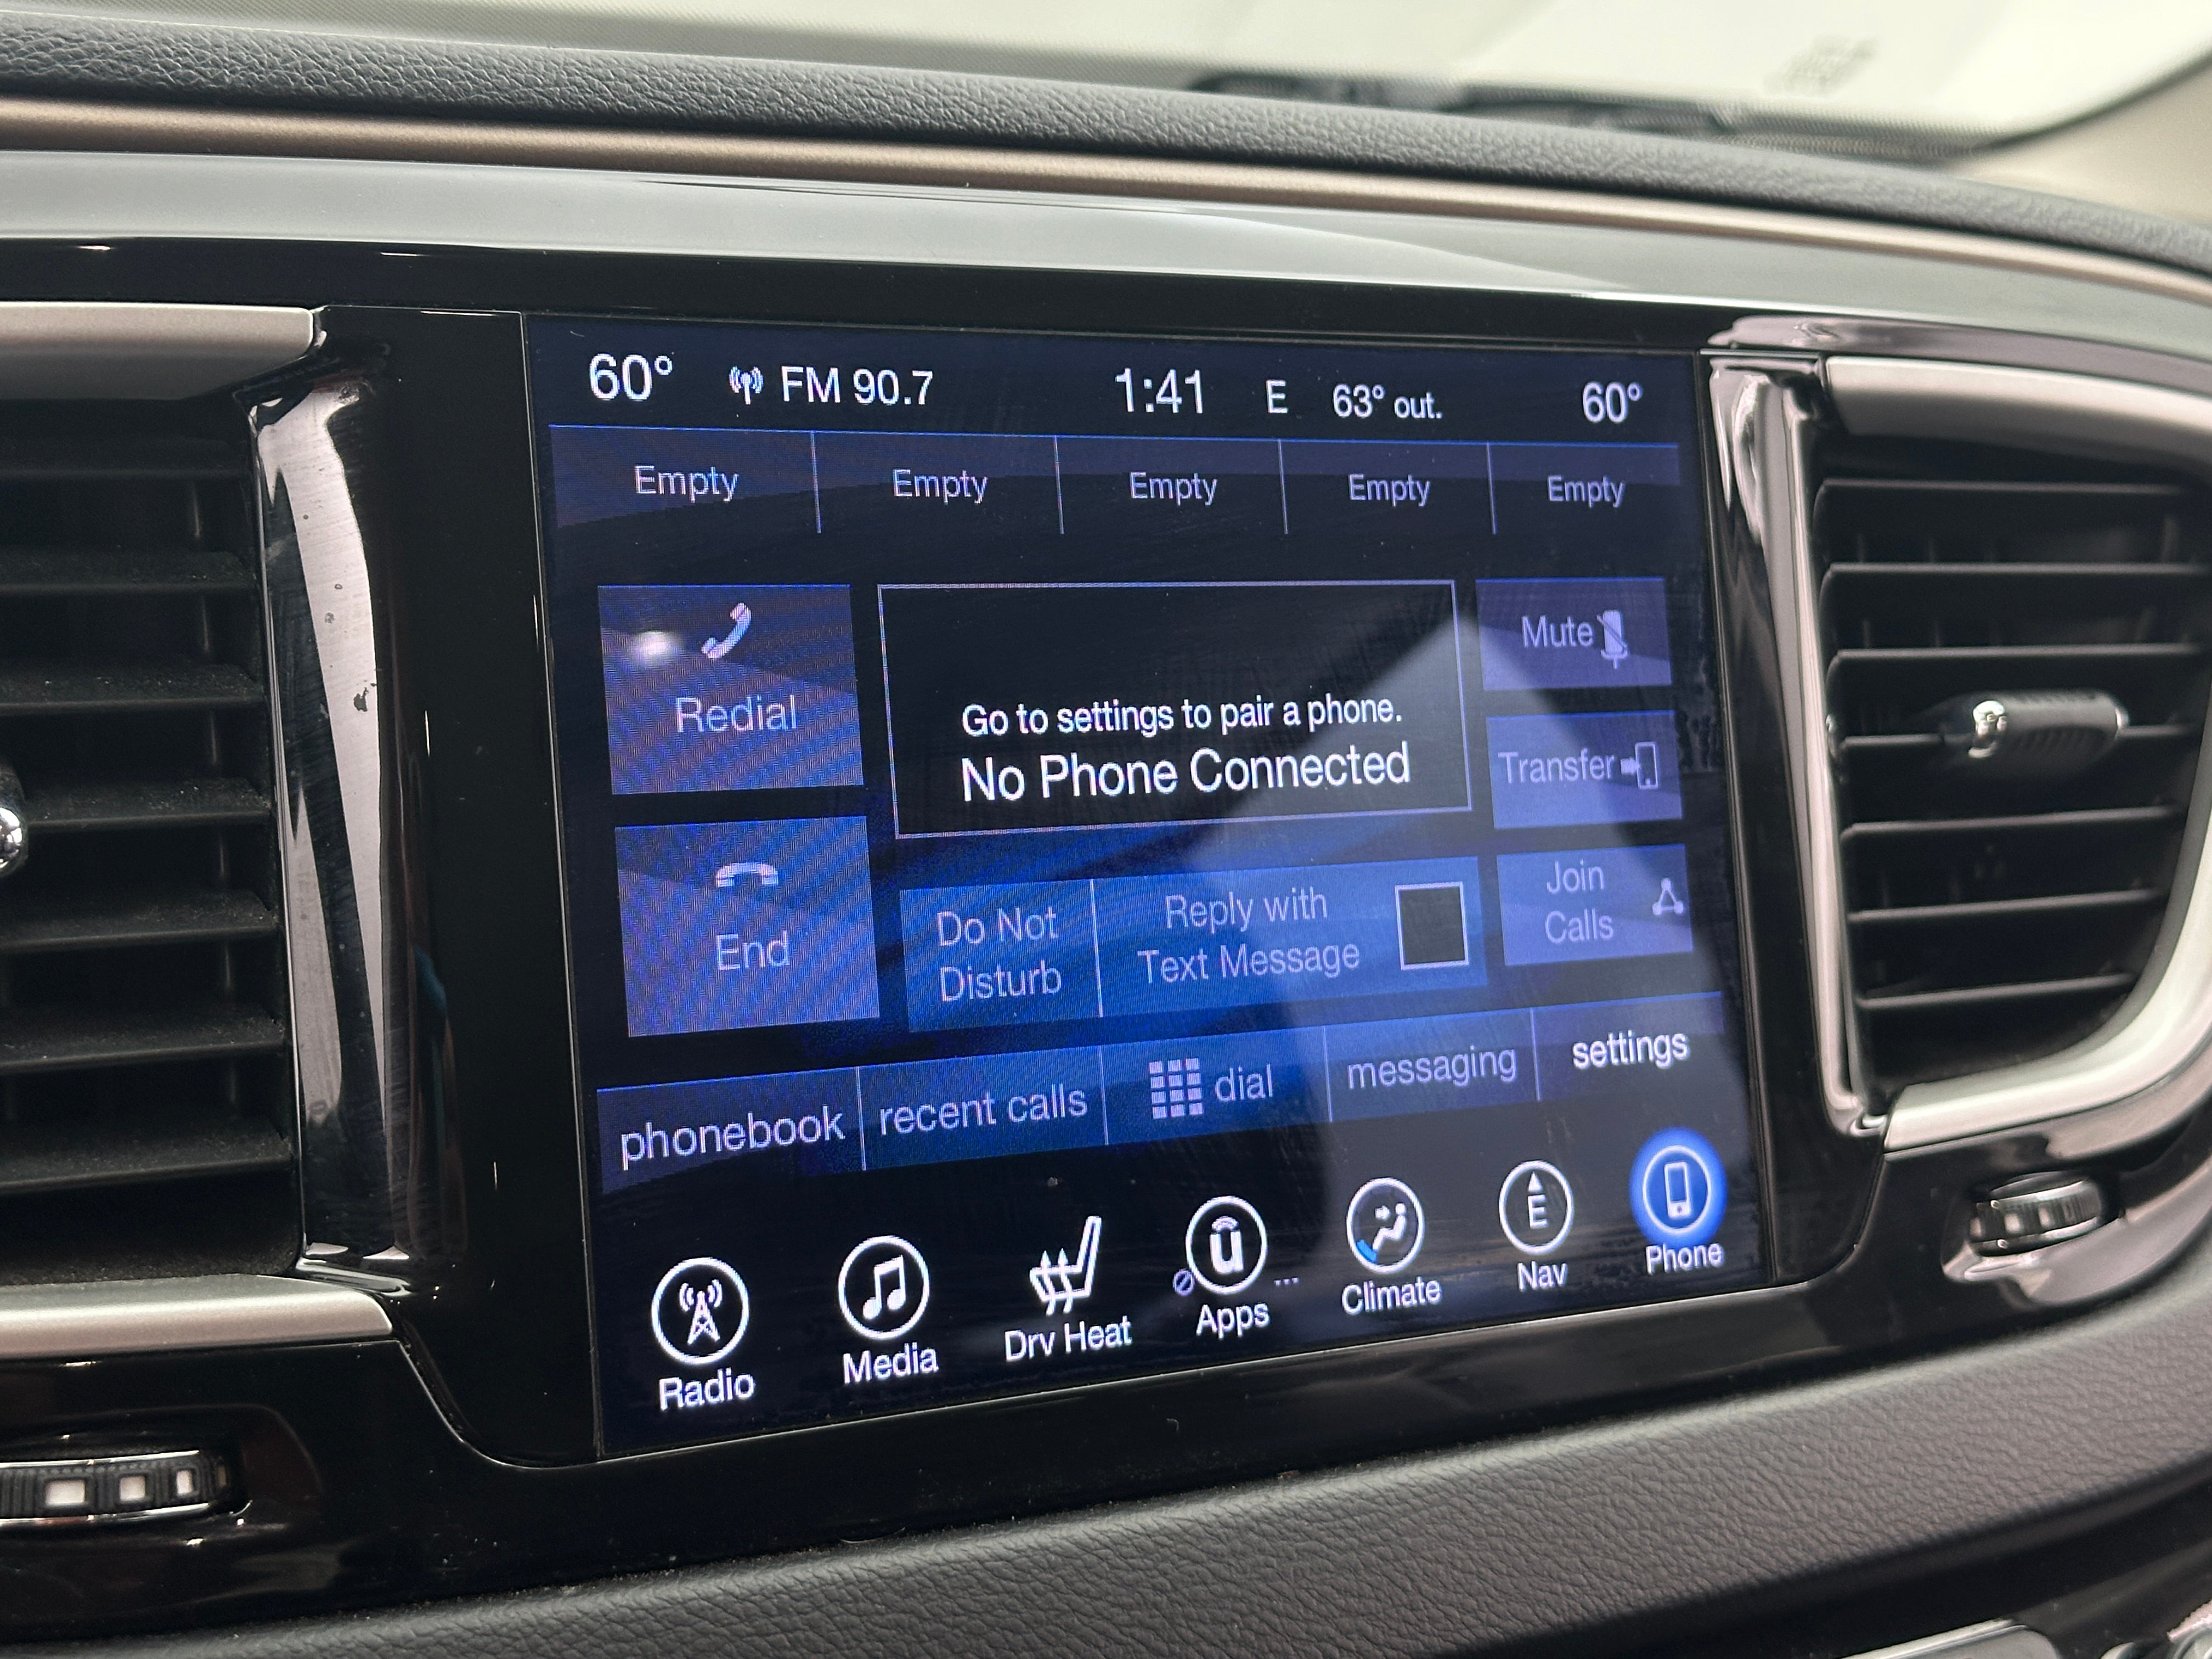 60° FM 90.7 1:41 E 63° out. 60°
Empty Empty Empty Empty Empty
Redial
Go to settings to pair a phone.
No Phone Connected
Mute
Transfer
End
Do Not
Disturb
Reply with
Text Message
Join
Calls
phonebook recent calls dial messaging settings
Radio Media Drv Heat Apps Climate Nav Phone
u
E